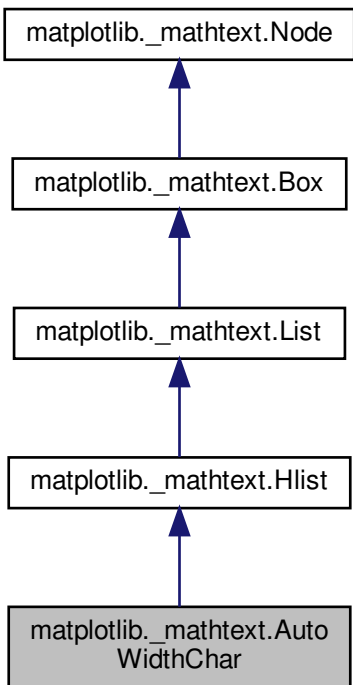 matplotlib._mathtext.Node
matplotlib._mathtext.Box
matplotlib._mathtext.List
matplotlib._mathtext.Hlist
matplotlib._mathtext.Auto
WidthChar